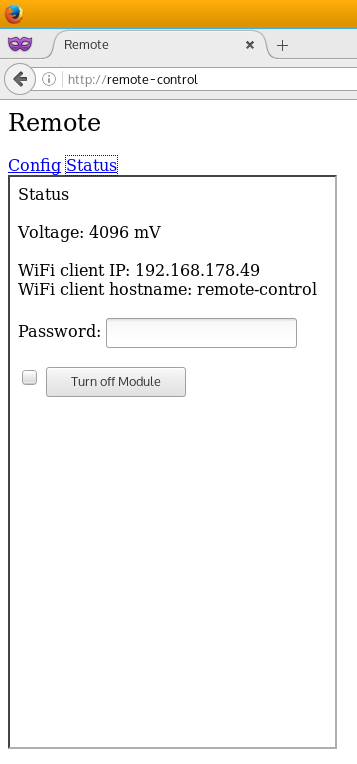 Remote
http://remote-control
Remote
Config Status
Status
Voltage: 4096 mV
WiFi client IP: 192.168.178.49
WiFi client hostname: remote-control
Password:
Turn off Module